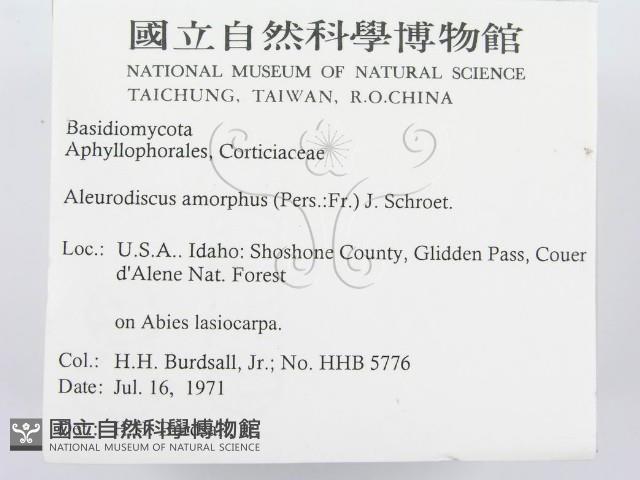 國立自然科學博物館
NATIONAL MUSEUM OF NATURAL SCIENCE
TAICHUNG, TAIWAN, R.O.CHINA
Basidiomycota
Aphyllophorales, Corticiaceae
Aleurodiscus amorphus (Pers.:Fr.) J. Schroet.
Loc.: U.S.A.. Idaho: Shoshone County, Glidden Pass, Couer
d'Alene Nat. Forest
on Abies lasiocarpa.
Col.: H.H. Burdsall, Jr.; No. HHB 5776
Date: Jul. 16, 1971
國立自然科學博物館
NATIONAL MUSEUM OF NATURAL SCIENCE